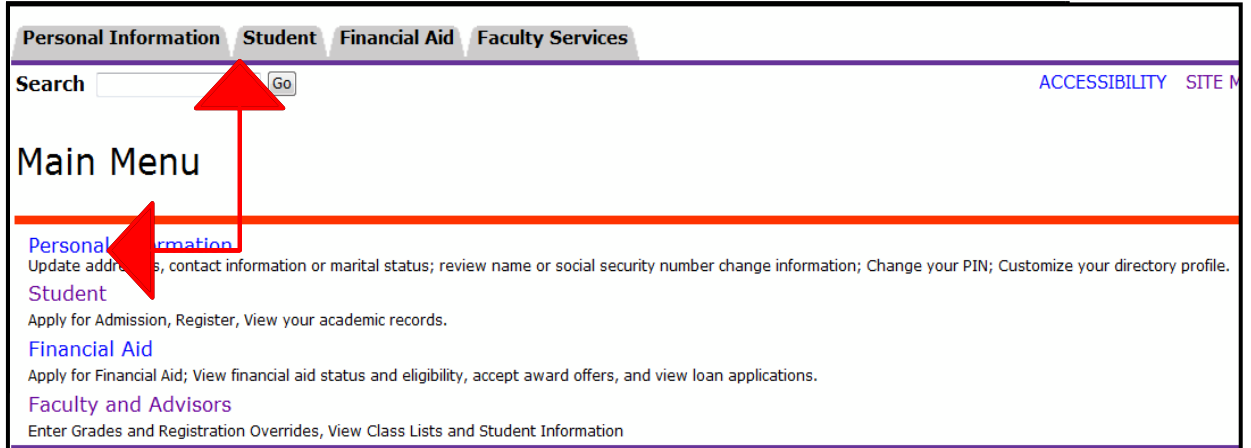 Personal Information Student Financial Aid Faculty Services
Search Go ACCESSIBILITY SITE
Main Menu
Personal
Update contact information or marital status; review name or social security number change information; Change your PIN; Customize your directory profile.
Student
Apply for Admission, Register, View your academic records.
Financial Aid
Apply for Financial Aid; View financial aid status and eligibility, accept award offers, and view loan applications.
Faculty and Advisors
Enter Grades and Registration Overrides, View Class Lists and Student Information